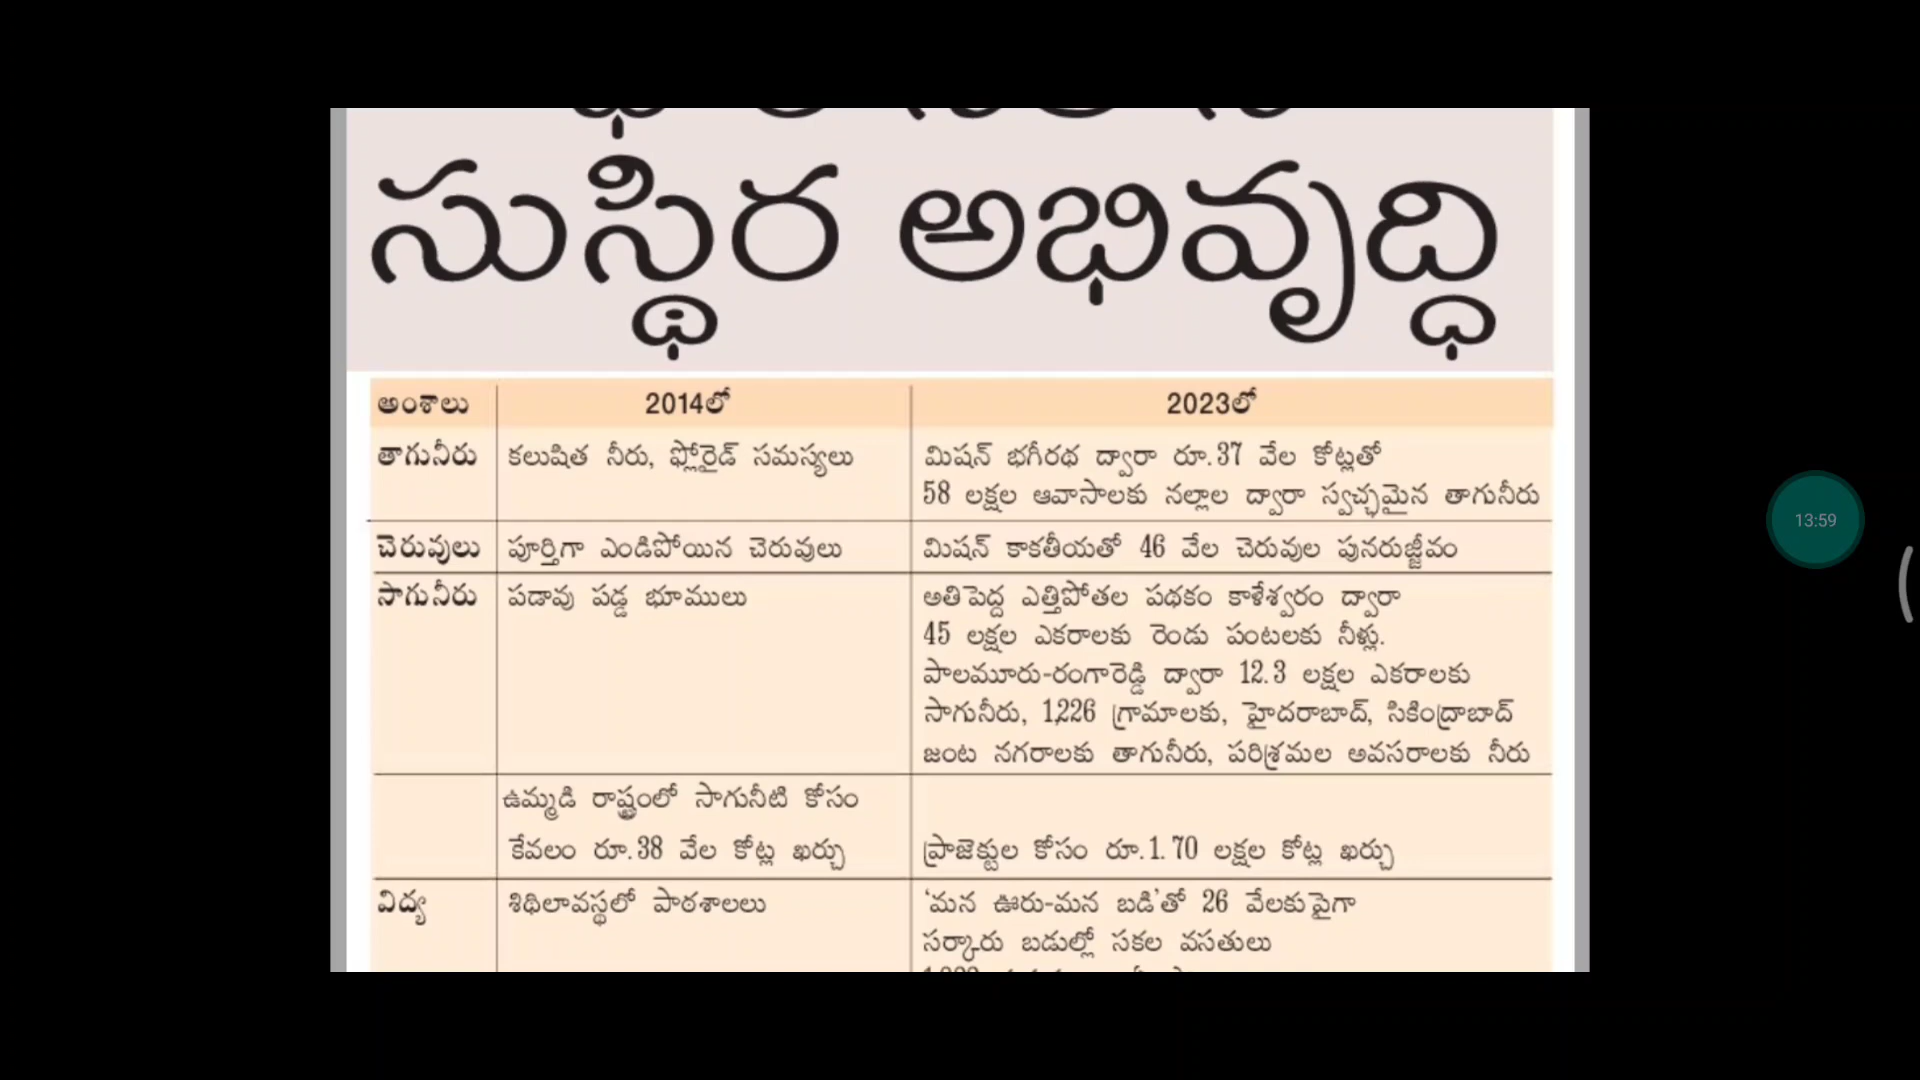 సుస్థిర అభివృద్ధి
అంశాలు 2014లో 2023లో
తాగునీరు కలుషిత నీరు, ఫ్లోరైడ్ సమస్యలు మిషన్ భగీరథ ద్వారా రూ.37 వేల కోట్లతో
58 లక్షల ఆవాసాలకు నల్లాల ద్వారా స్వచ్ఛమైన తాగునీరు
చెరువులు పూర్తిగా ఎండిపోయిన చెరువులు మిషన్ కాకతీయతో 46 వేల చెరువుల పునరుజ్జీవం
సాగునీరు పడావు పడ్డ భూములు అతిపెద్ద ఎత్తిపోతల పథకం కాళేశ్వరం ద్వారా
45 లక్షల ఎకరాలకు రెండు పంటలకు నీళ్లు.
పాలమూరు-రంగారెడ్డి ద్వారా 12.3 లక్షల ఎకరాలకు
సాగునీరు, 1,226 గ్రామాలకు, హైదరాబాద్, సికింద్రాబాద్
జంట నగరాలకు తాగునీరు, పరిశ్రమల అవసరాలకు నీరు
ఉమ్మడి రాష్ట్రంలో సాగునీటి కోసం
కేవలం రూ.38 వేల కోట్ల ఖర్చు ప్రాజెక్టుల కోసం రూ.1.70 లక్షల కోట్ల ఖర్చు
విద్య శిథిలావస్థలో పాఠశాలలు ‘మన ఊరు-మన బడి’తో 26 వేలకుపైగా
సర్కారు బడుల్లో సకల వసతులు
13:59